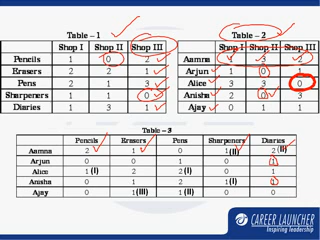 Table - 1
Shop I Shop II Shop III
Pencils 1 0 2
Erasers 2 2 1
Pens 2 1 3
Sharpeners 1 1 0
Diaries 1 3 1
Table - 2
Shop I Shop II Shop III
Aamna 1 3 2
Arjun 1 0 1
Alice 3 3 0
Anisha 2 0 3
Ajay 0 1 1
Table - 3
Pencils Erasers Pens Sharpeners Diaries
Aamna 2 1 0 1(II) 2(II)
Arjun 0 0 1 0 1
Alice 1(I) 2 2(I) 1 0
Anisha 0 1 2 1(I) 1
Ajay 0 1(III) 1(II) 0 0
CAREER LAUNCHER
Inspiring leadership